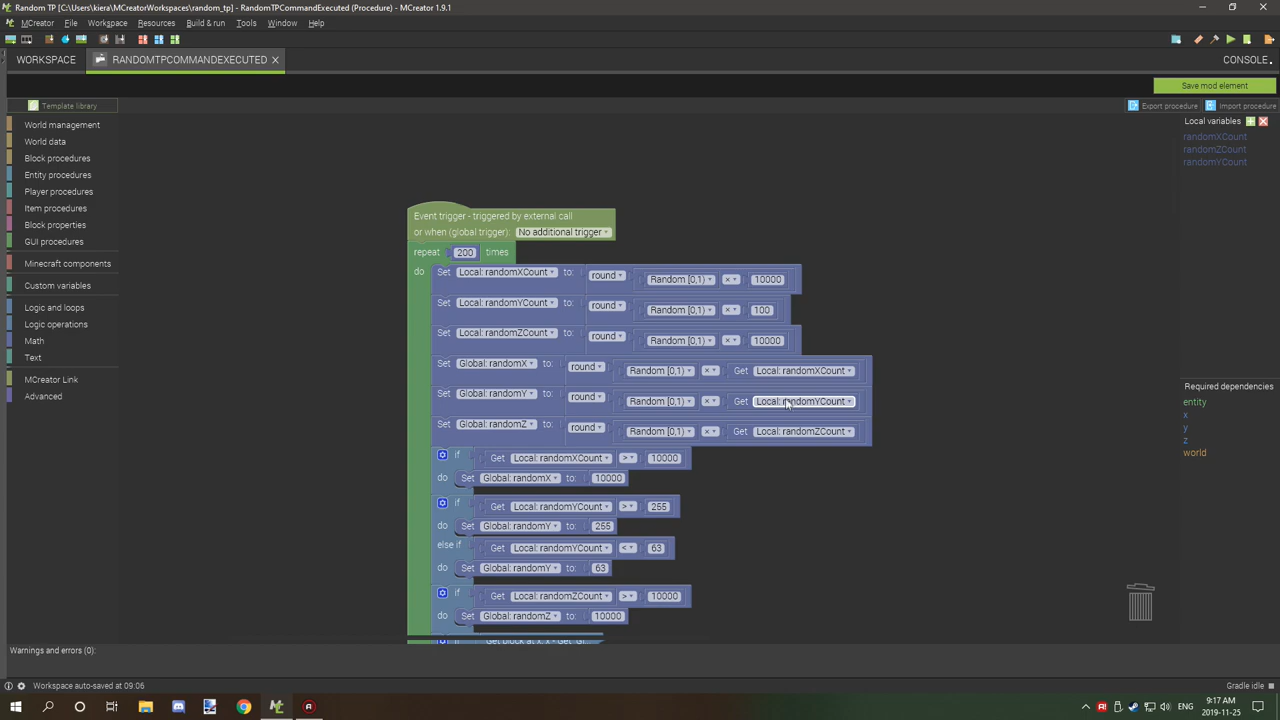 Random TP [C:\Users\kiera\MCreatorWorkspaces\random_tp] - RandomTPCommandExecuted (Procedure) - MCreator 1.9.1
MCreator File Workspace Resources Build & run Tools Window Help
WORKSPACE RANDOMTPCOMMANDEXECUTED CONSOLE
Save mod element
Template library
Export procedure Import procedure
World management
World data
Block procedures
Entity procedures
Player procedures
Item procedures
Block properties
GUI procedures
Minecraft components
Custom variables
Logic and loops
Logic operations
Math
Text
MCreator Link
Advanced
Event trigger - triggered by external call
or when (global trigger): No additional trigger
repeat 200 times
do Set Local: randomXCount to: round Random [0,1) × 10000
Set Local: randomYCount to: round Random [0,1) × 100
Set Local: randomZCount to: round Random [0,1) × 10000
Set Global: randomX to: round Random [0,1) × Get Local: randomXCount
Set Global: randomY to: round Random [0,1) × Get Local: randomYCount
Set Global: randomZ to: round Random [0,1) × Get Local: randomZCount
if Get Local: randomXCount > 10000
do Set Global: randomX to: 10000
if Get Local: randomYCount > 255
do Set Global: randomY to: 255
else if Get Local: randomYCount < 63
do Set Global: randomY to: 63
if Get Local: randomZCount > 10000
do Set Global: randomZ to: 10000
Local variables
randomXCount
randomZCount
randomYCount
Required dependencies
entity
x
y
z
world
Warnings and errors (0):
Workspace auto-saved at 09:06
Gradle idle
ENG
9:17 AM
2019-11-25